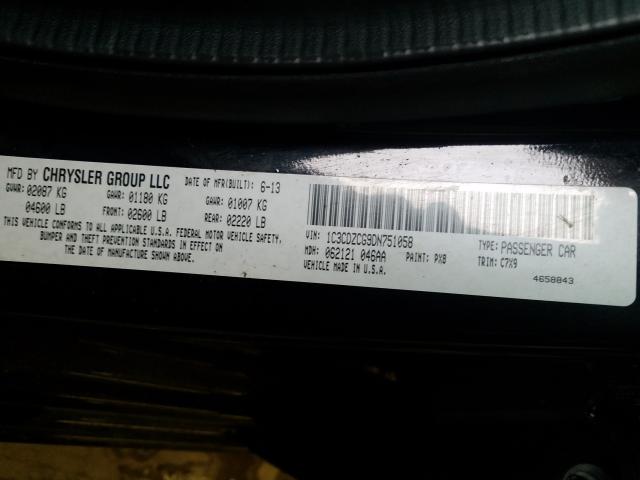 MFD BY CHRYSLER GROUP LLC DATE OF MFR(BUILT): 6-13
GVWR: 02087 KG GAWR: 01180 KG GAWR: 01007 KG
04600 LB FRONT: 02600 LB REAR: 02220 LB
THIS VEHICLE CONFORMS TO ALL APPLICABLE U.S.A. FEDERAL MOTOR VEHICLE SAFETY,
BUMPER AND THEFT PREVENTION STANDARDS IN EFFECT ON
THE DATE OF MANUFACTURE SHOWN ABOVE.
VIN: 1C3CDZCG9DN751058 TYPE: PASSENGER CAR
MDH: 062121 046AA PAINT: PX8 TRIM: C7X9
VEHICLE MADE IN U.S.A. 4658843